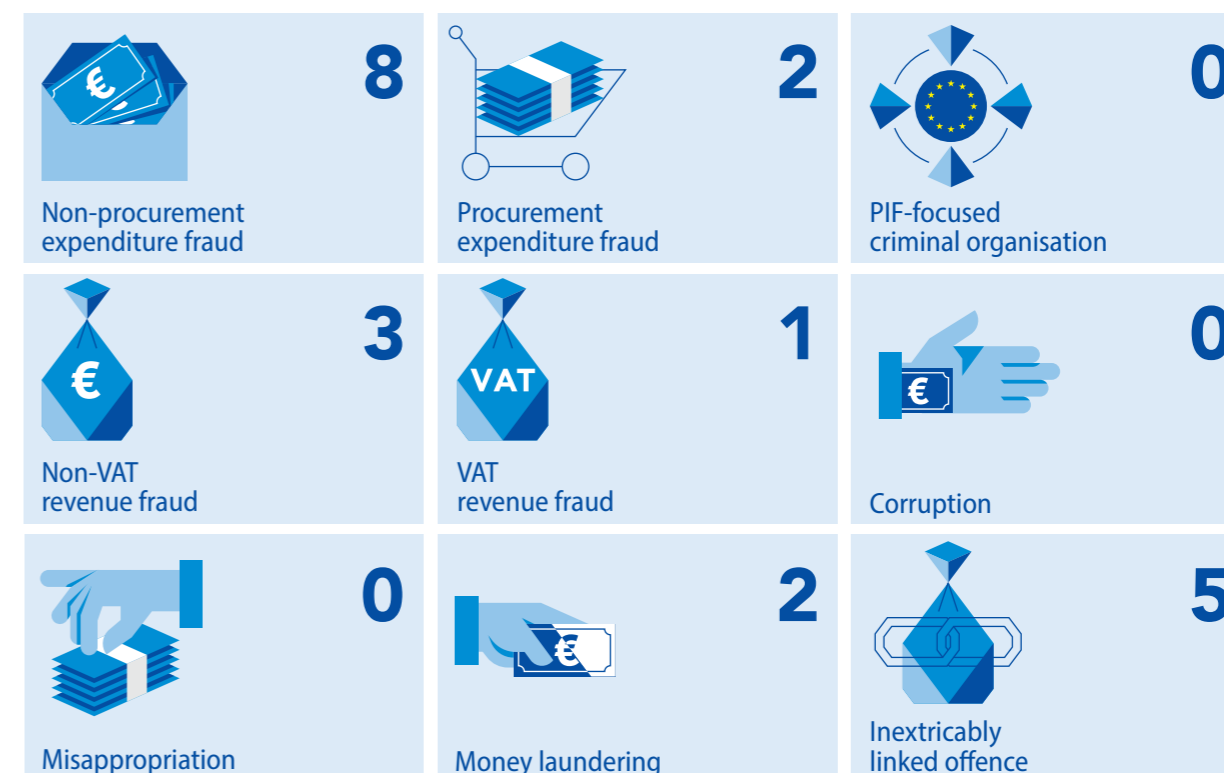 8
Non-procurement
expenditure fraud
2
Procurement
expenditure fraud
0
PIF-focused
criminal organisation
€
3
Non-VAT
revenue fraud
VAT
1
VAT
revenue fraud
€
0
Corruption
0
Misappropriation
€
2
Money laundering
5
Inextricably
linked offence